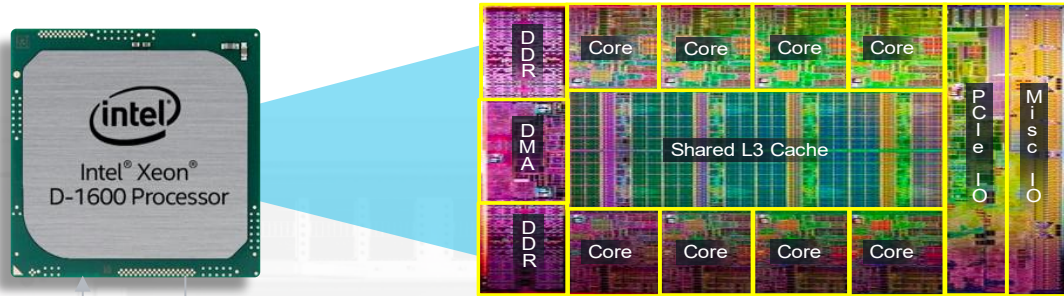 intel
Intel® Xeon®
D-1600 Processor
DDR
DMA
DDR
Core Core Core Core
Shared L3 Cache
Core Core Core Core
PCIe IO
Misc IO